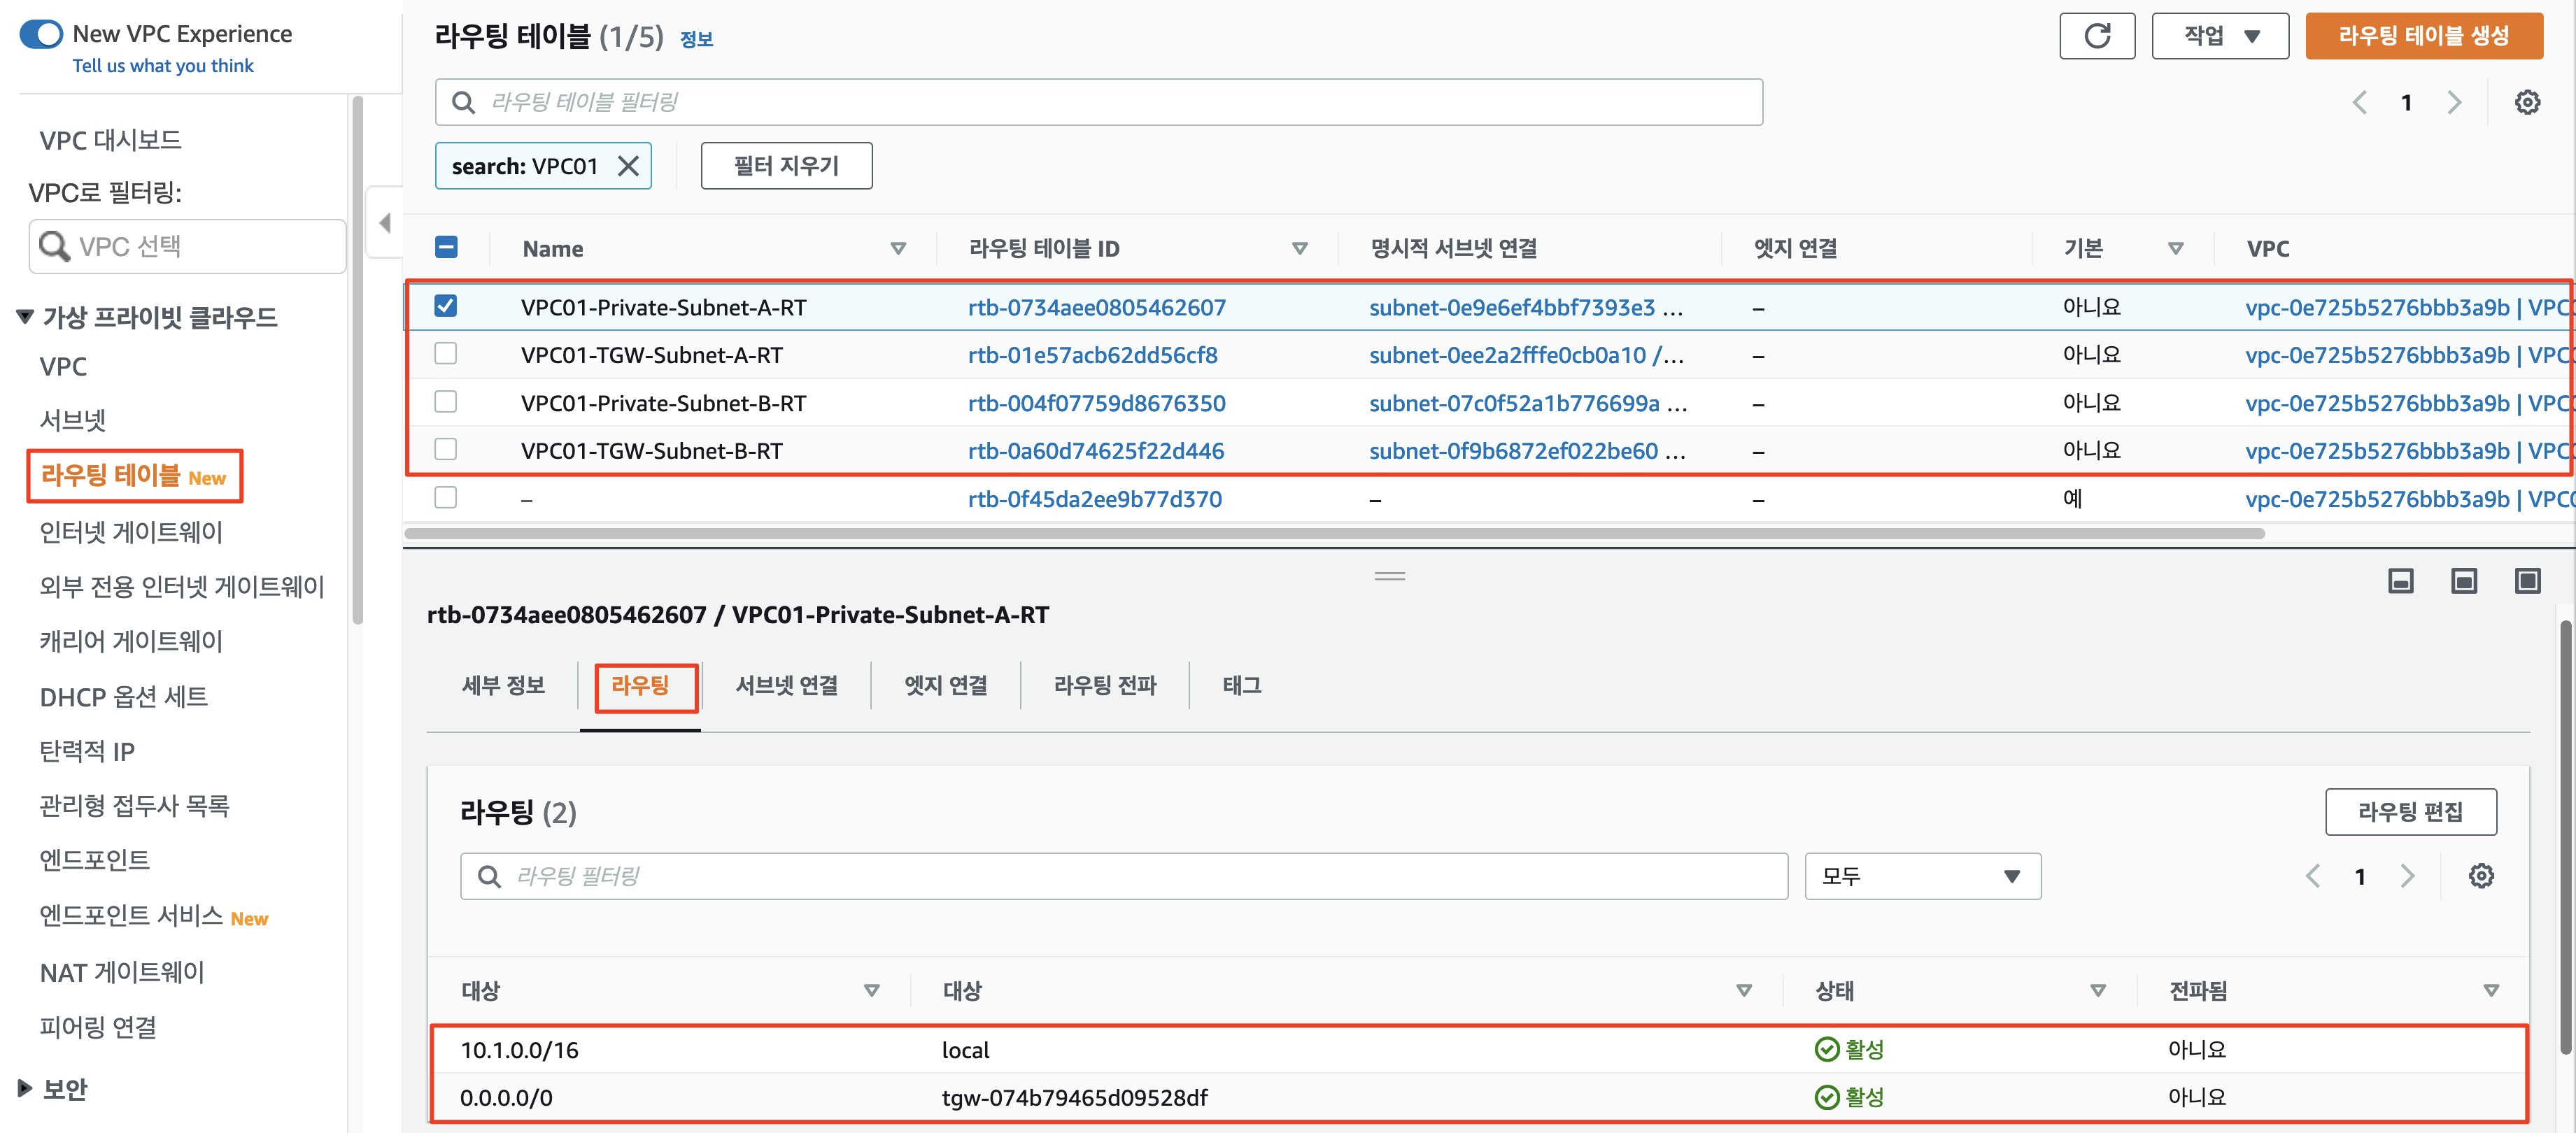 New VPC Experience
Tell us what you think
VPC 대시보드
VPC로 필터링:
VPC 선택
가상 프라이빗 클라우드
VPC
서브넷
라우팅 테이블 New
인터넷 게이트웨이
외부 전용 인터넷 게이트웨이
캐리어 게이트웨이
DHCP 옵션 세트
탄력적 IP
관리형 접두사 목록
엔드포인트
엔드포인트 서비스 New
NAT 게이트웨이
피어링 연결
보안
라우팅 테이블 (1/5) 정보
작업
라우팅 테이블 생성
라우팅 테이블 필터링
1
search: VPC01
필터 지우기
Name 라우팅 테이블 ID 명시적 서브넷 연결 엣지 연결 기본 VPC
VPC01-Private-Subnet-A-RT rtb-0734aee0805462607 subnet-0e9e6ef4bbf7393e3 ... – 아니요 vpc-0e725b5276bbb3a9b | VPC
VPC01-TGW-Subnet-A-RT rtb-01e57acb62dd56cf8 subnet-0ee2a2fffe0cb0a10 /... – 아니요 vpc-0e725b5276bbb3a9b | VPC
VPC01-Private-Subnet-B-RT rtb-004f07759d8676350 subnet-07c0f52a1b776699a ... – 아니요 vpc-0e725b5276bbb3a9b | VPC
VPC01-TGW-Subnet-B-RT rtb-0a60d74625f22d446 subnet-0f9b6872ef022be60 ... – 아니요 vpc-0e725b5276bbb3a9b | VPC
– rtb-0f45da2ee9b77d370 – – 예 vpc-0e725b5276bbb3a9b | VPC
rtb-0734aee0805462607 / VPC01-Private-Subnet-A-RT
세부 정보 라우팅 서브넷 연결 엣지 연결 라우팅 전파 태그
라우팅 (2)
라우팅 편집
라우팅 필터링
모두
1
대상 대상 상태 전파됨
10.1.0.0/16 local 활성 아니요
0.0.0.0/0 tgw-074b79465d09528df 활성 아니요